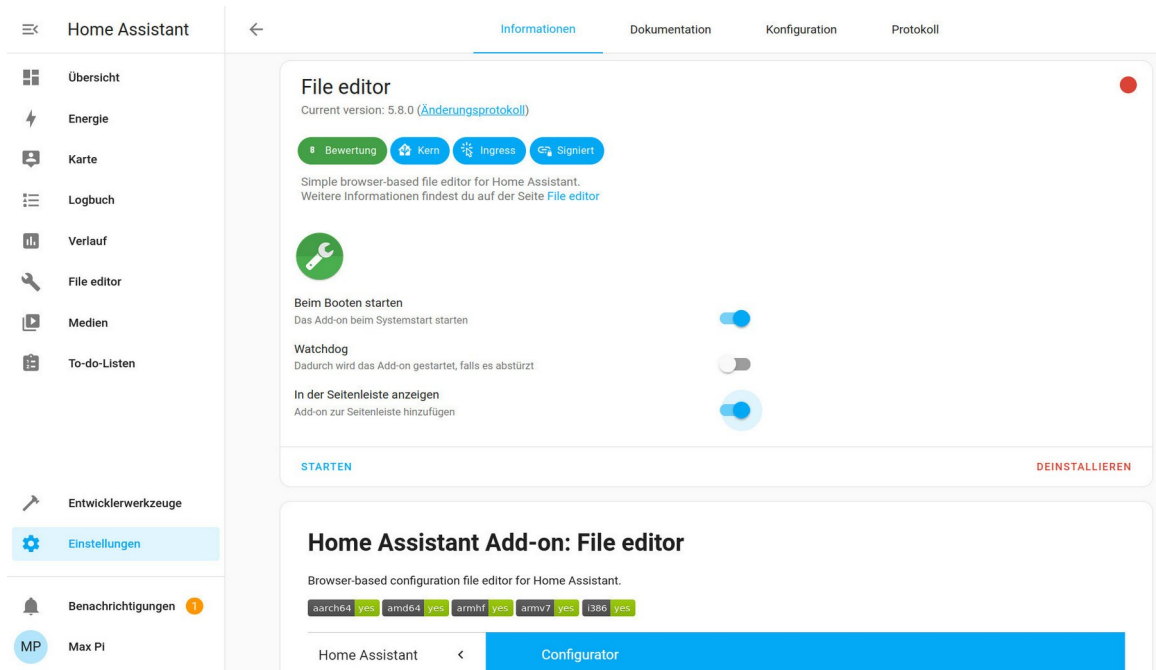 Home Assistant
Informationen
Dokumentation
Konfiguration
Protokoll
Übersicht
Energie
Karte
Logbuch
Verlauf
File editor
Medien
To-do-Listen
Entwicklerwerkzeuge
Einstellungen
Benachrichtigungen 1
MP Max Pi
File editor
Current version: 5.8.0 (Änderungsprotokoll)
8 Bewertung Kern Ingress Signiert
Simple browser-based file editor for Home Assistant.
Weitere Informationen findest du auf der Seite File editor
Beim Booten starten
Das Add-on beim Systemstart starten
Watchdog
Dadurch wird das Add-on gestartet, falls es abstürzt
In der Seitenleiste anzeigen
Add-on zur Seitenleiste hinzufügen
STARTEN
DEINSTALLIEREN
Home Assistant Add-on: File editor
Browser-based configuration file editor for Home Assistant.
aarch64 yes amd64 yes armhf yes armv7 yes i386 yes
Home Assistant
Configurator